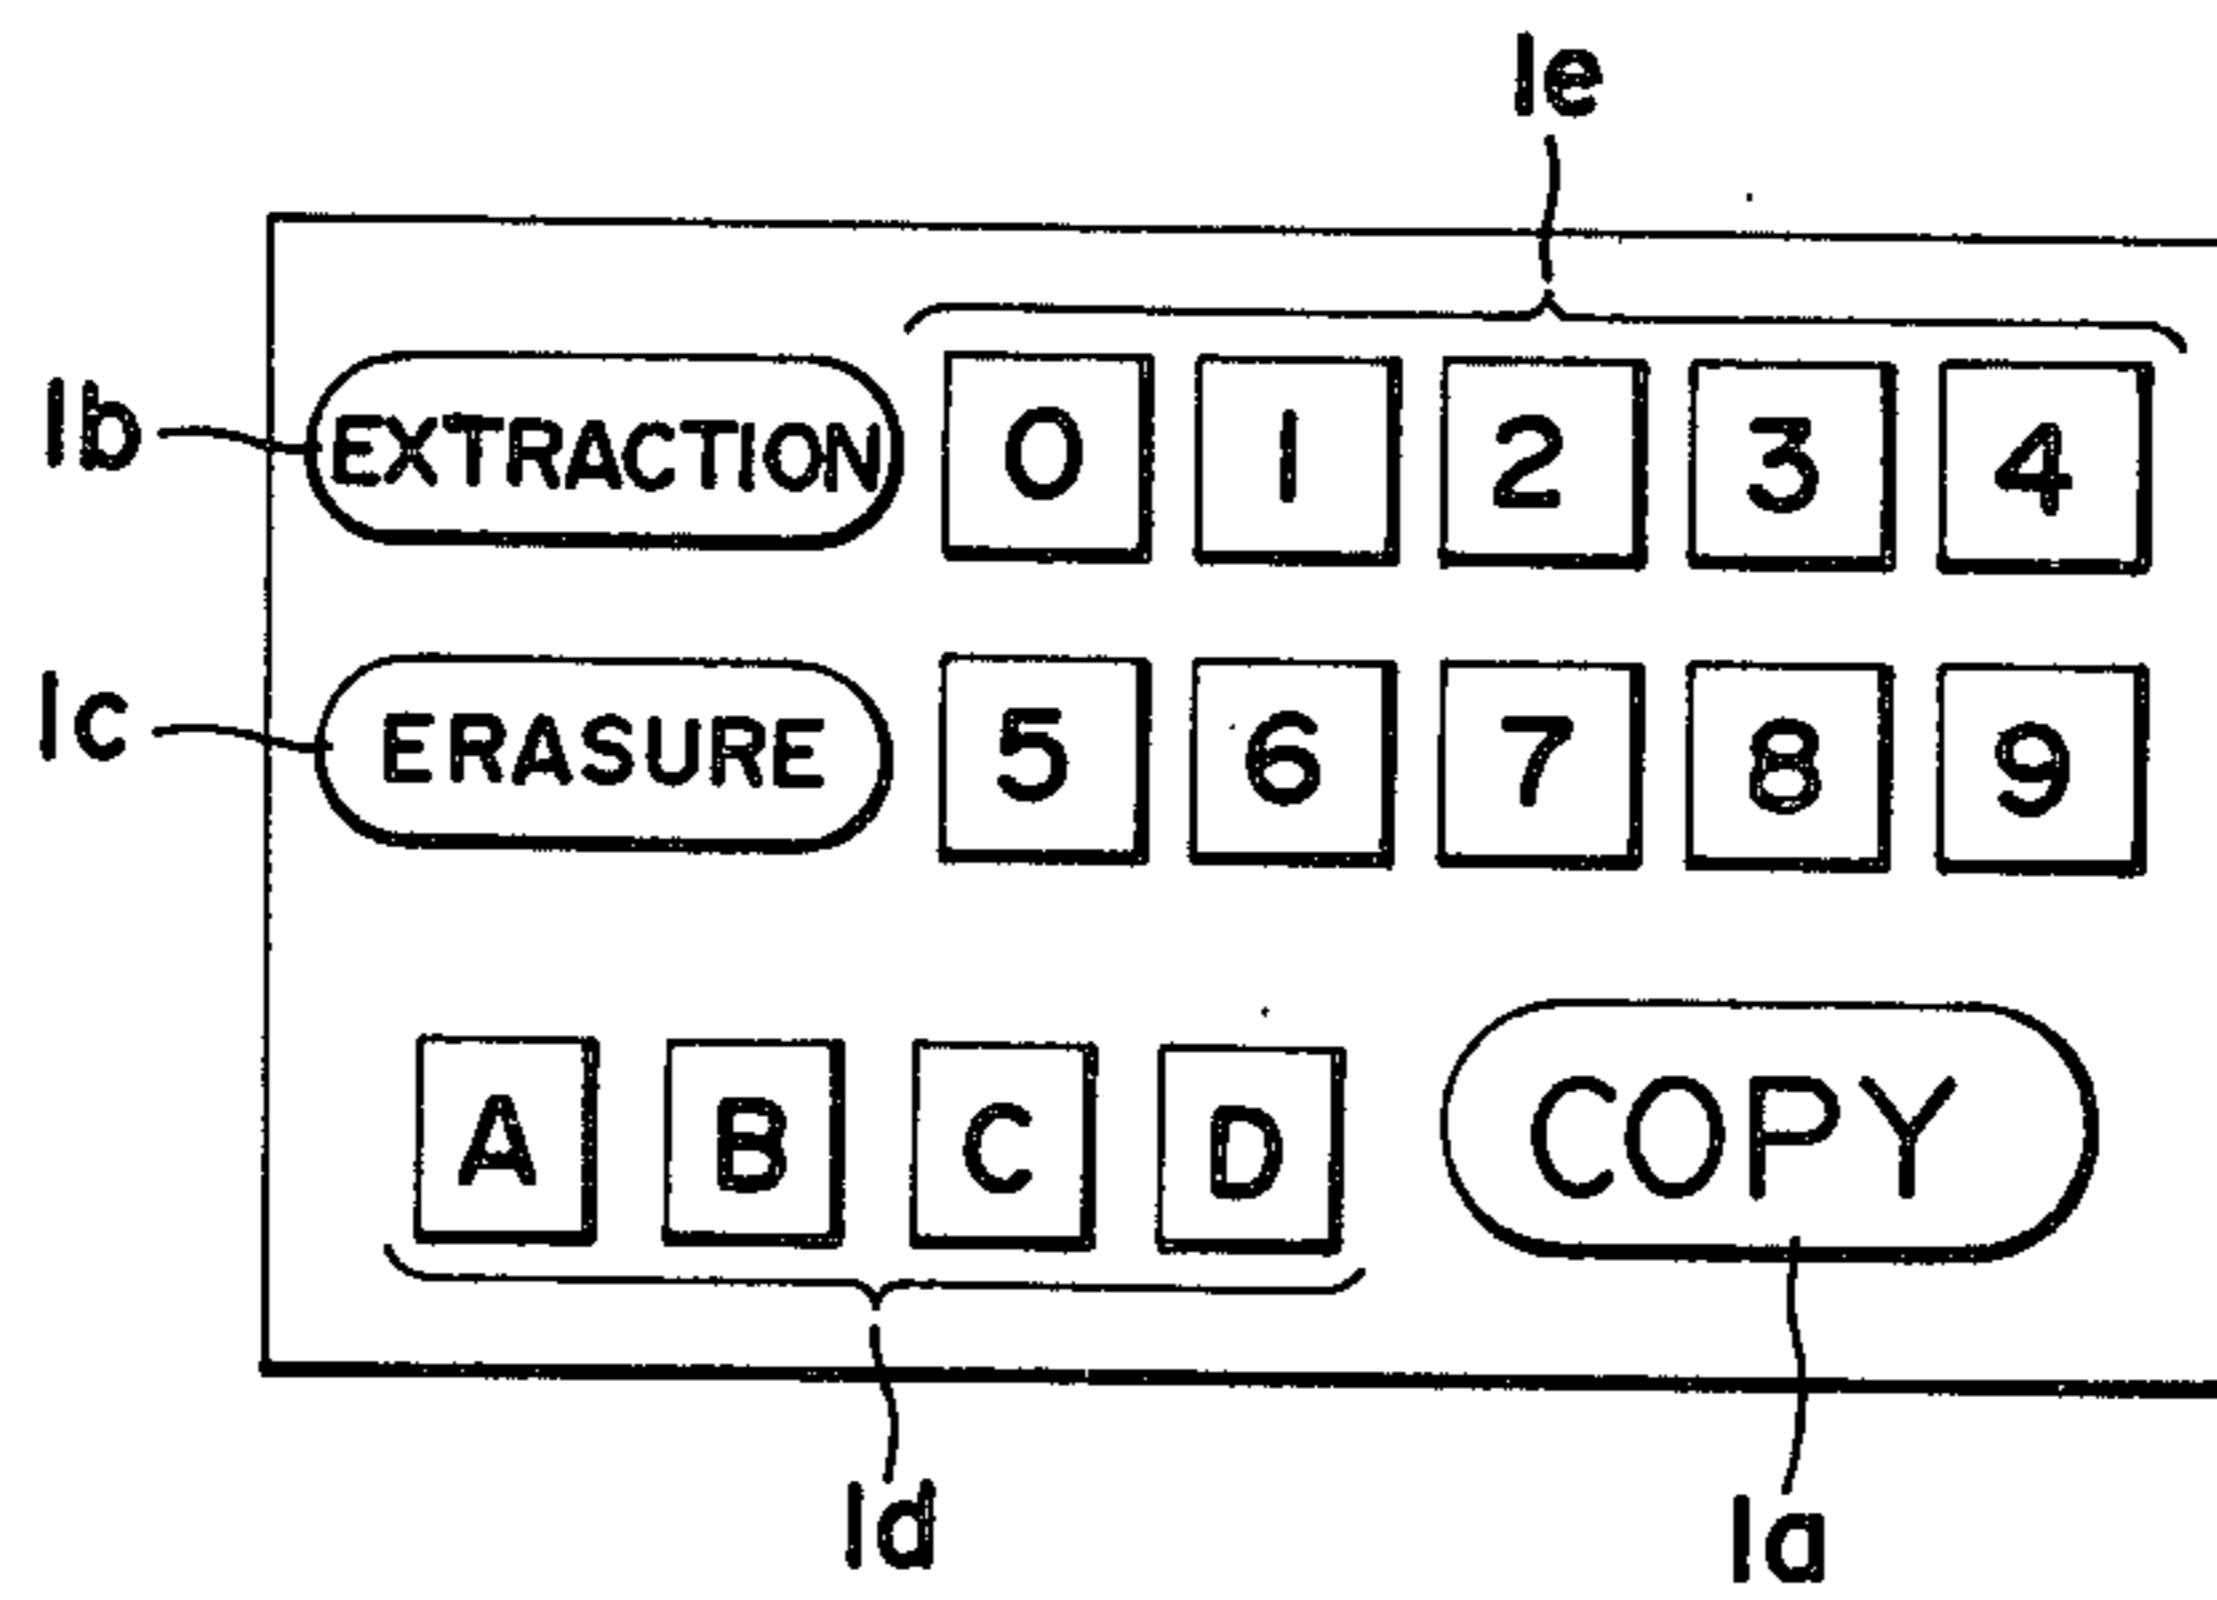 1e
1b EXTRACTION 0 1 2 3 4
1c ERASURE 5 6 7 8 9
A B C D COPY
1d 1a